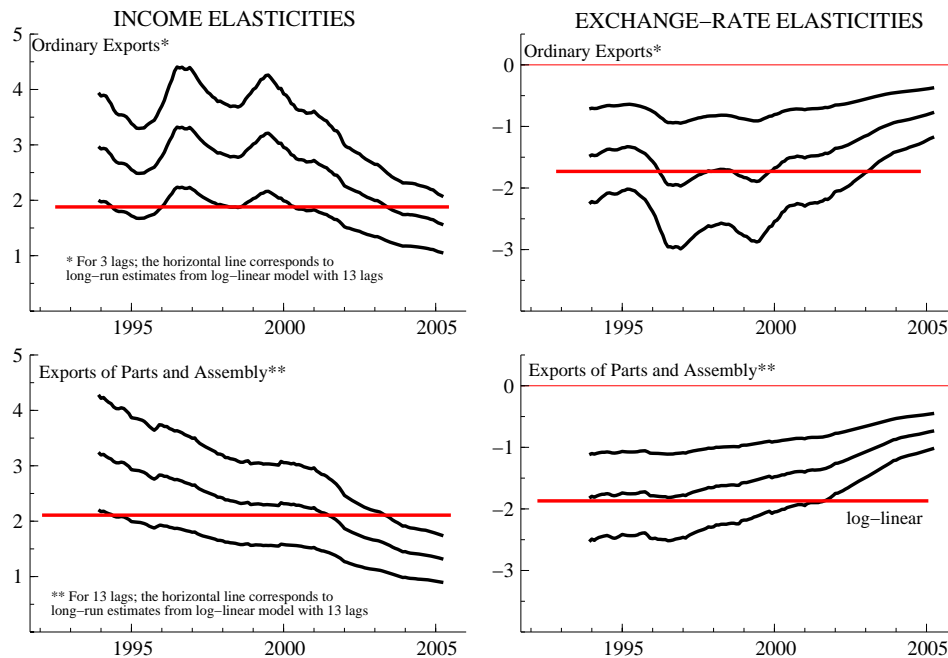 INCOME ELASTICITIES
5
Ordinary Exports*
4
3
2
1
* For 3 lags; the horizontal line corresponds to
long−run estimates from log−linear model with 13 lags
1995 2000 2005
EXCHANGE−RATE ELASTICITIES
Ordinary Exports*
0
−1
−2
−3
1995 2000 2005
5
Exports of Parts and Assembly**
4
3
2
1
** For 13 lags; the horizontal line corresponds to
long−run estimates from log−linear model with 13 lags
1995 2000 2005
Exports of Parts and Assembly**
0
−1
−2
log−linear
−3
1995 2000 2005